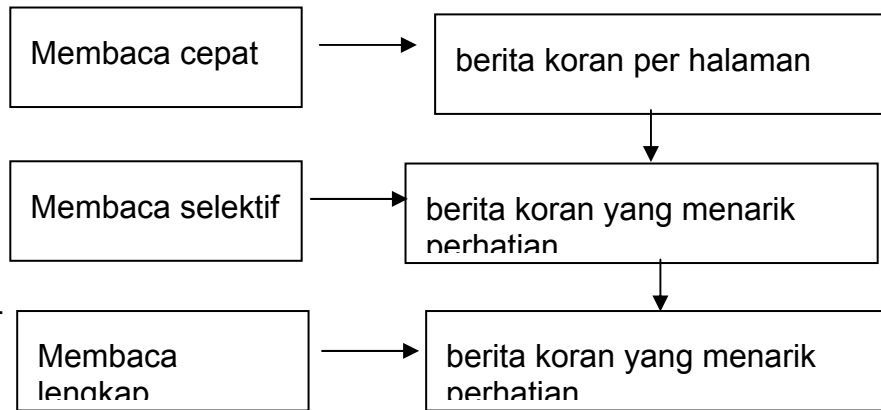 Membaca cepat
berita koran per halaman
Membaca selektif
berita koran yang menarik
perhatian
Membaca
lengkap
berita koran yang menarik
perhatian